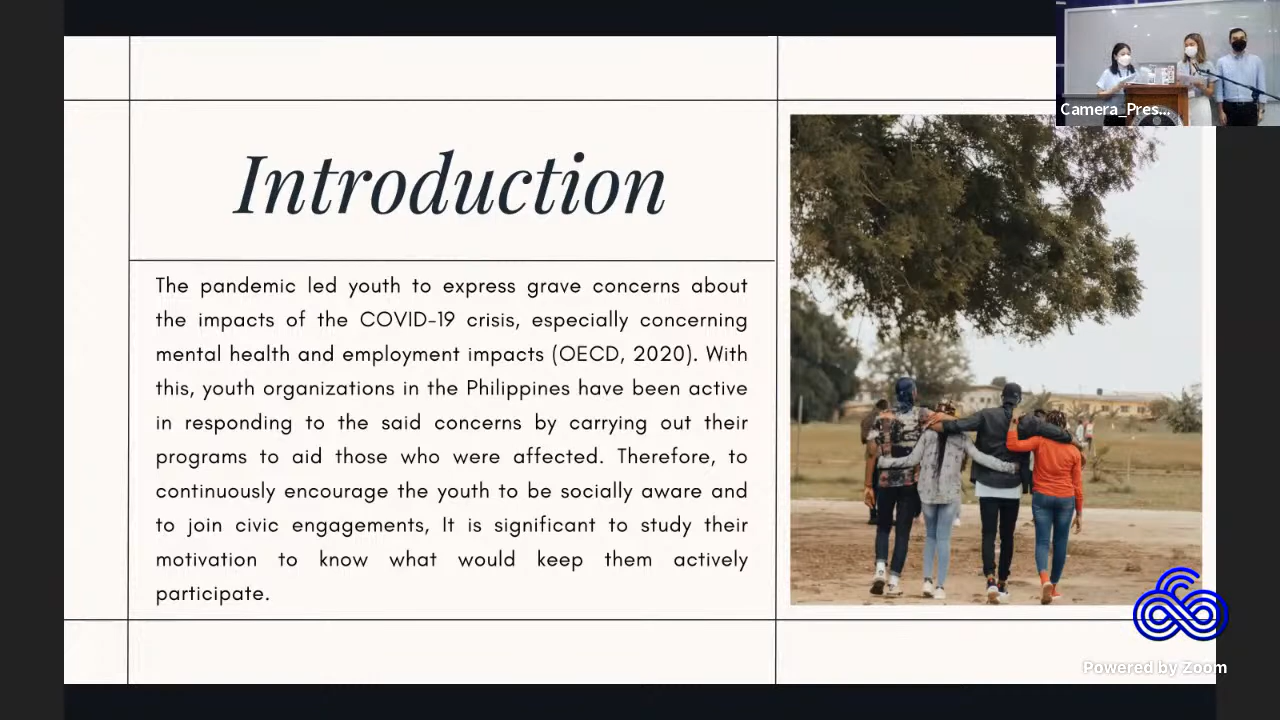 Introduction
The pandemic led youth to express grave concerns about
the impacts of the COVID-19 crisis, especially concerning
mental health and employment impacts (OECD, 2020). With
this, youth organizations in the Philippines have been active
in responding to the said concerns by carrying out their
programs to aid those who were affected. Therefore, to
continuously encourage the youth to be socially aware and
to join civic engagements, It is significant to study their
motivation to know what would keep them actively
participate.
Camera_Pres...
Powered by Zoom